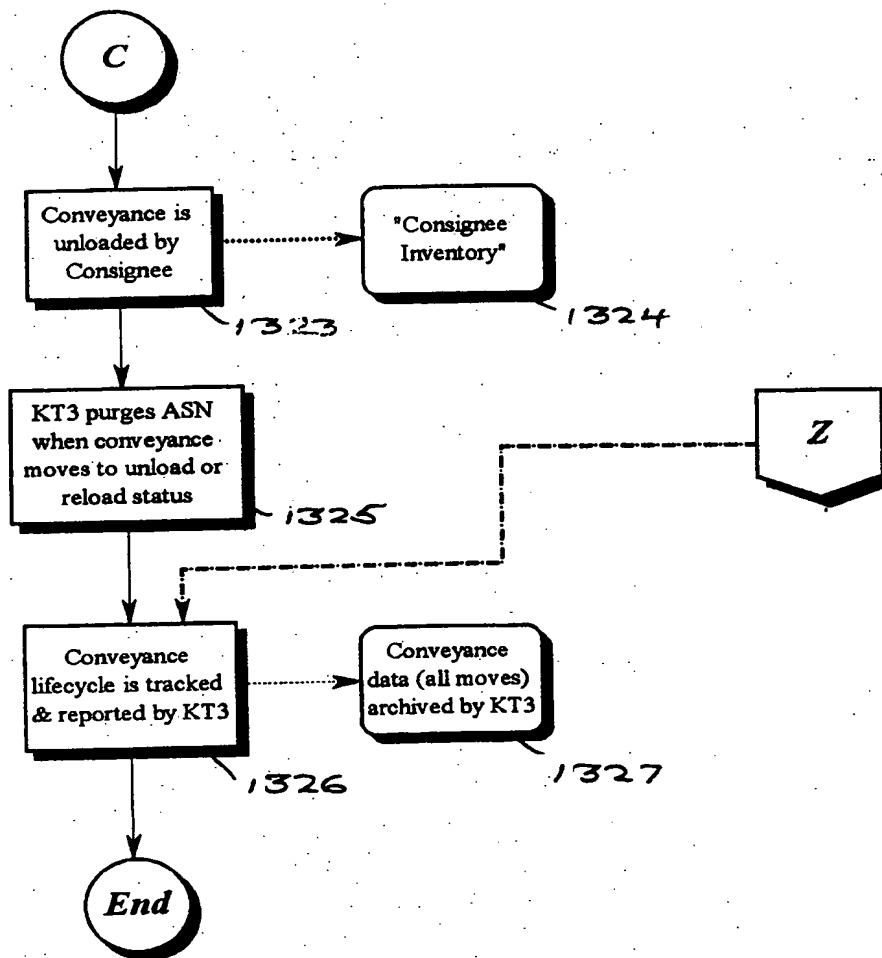 C
Conveyance is
unloaded by
Consignee
"Consignee
Inventory"
1323
1324
KT3 purges ASN
when conveyance
moves to unload or
reload status
Z
1325
Conveyance
lifecycle is tracked
& reported by KT3
Conveyance
data (all moves)
archived by KT3
1326
1327
End